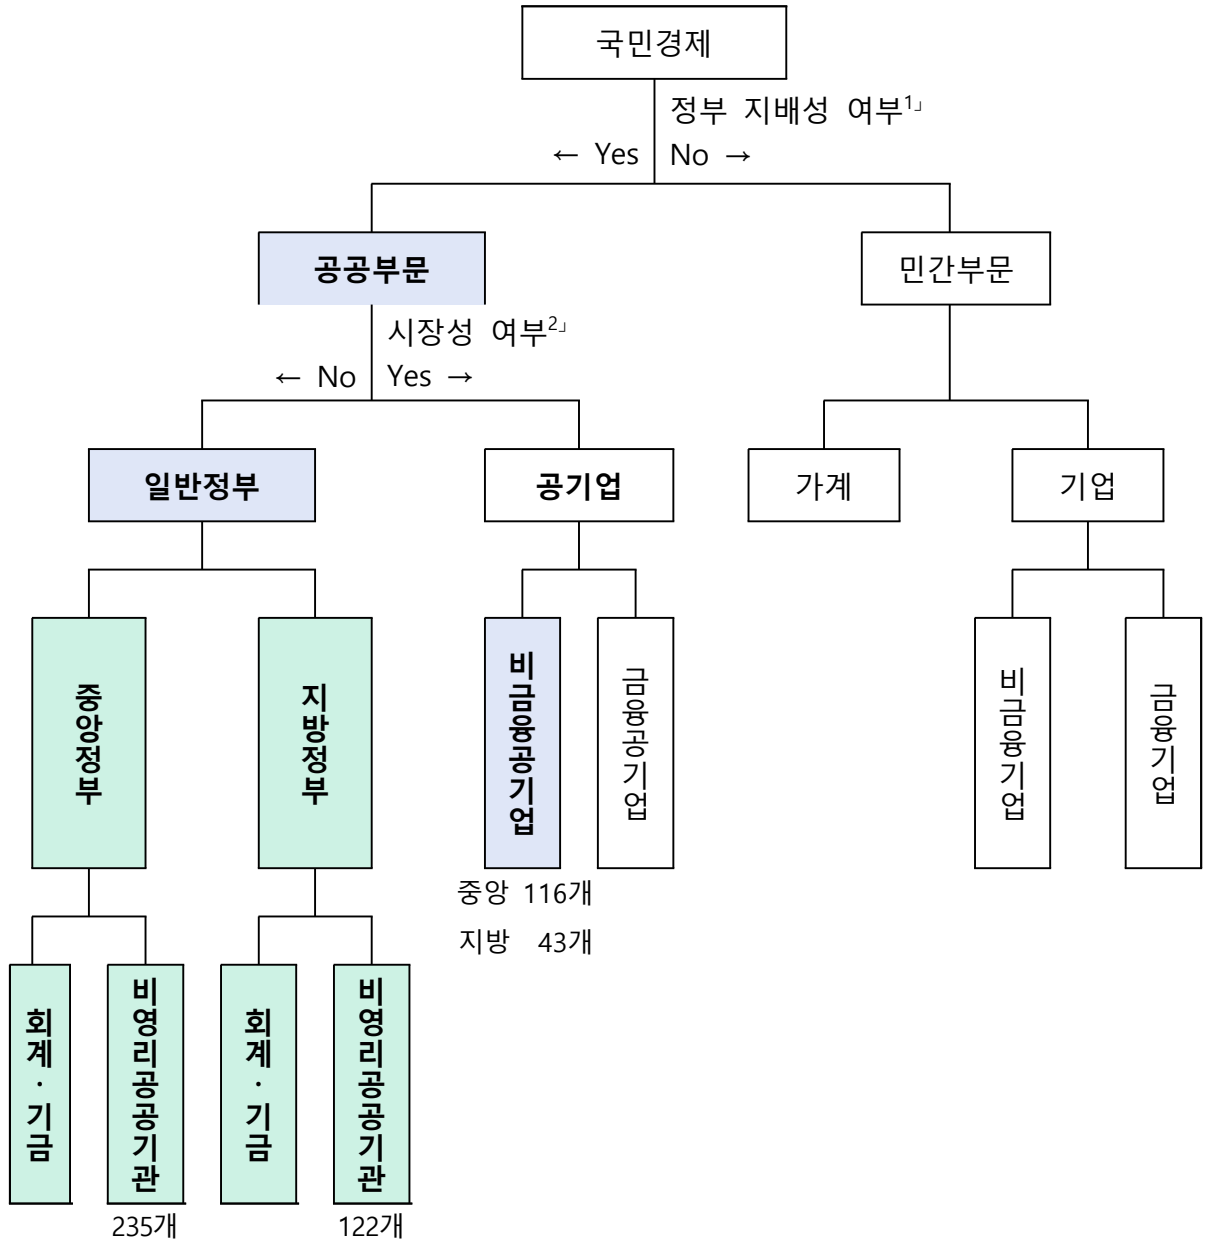 국민경제
정부 지배성 여부1」
← Yes No →
공공부문
민간부문
시장성 여부2」
← No Yes →
일반정부
공기업
가계
기업
중앙정부
지방정부
비금융공기업
금융공기업
비금융기업
금융기업
중앙 116개
지방 43개
회계·기금
비영리공공기관
회계·기금
비영리공공기관
235개
122개